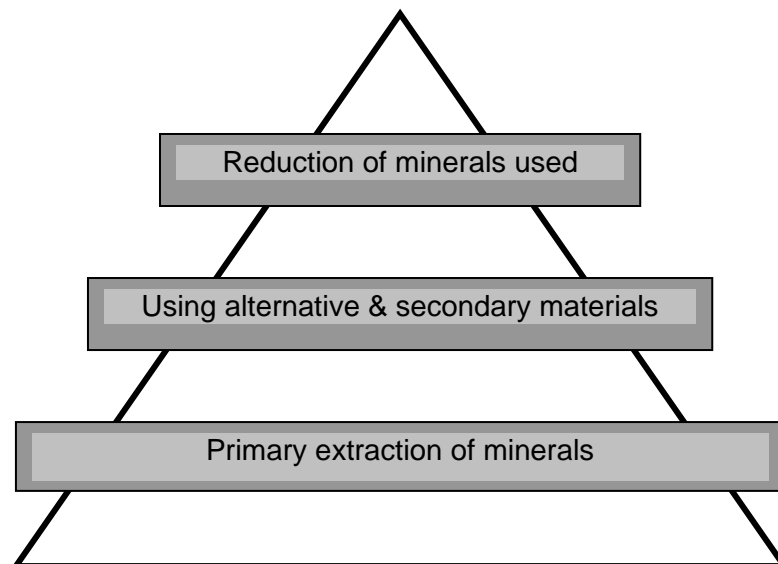 Reduction of minerals used
Using alternative & secondary materials
Primary extraction of minerals